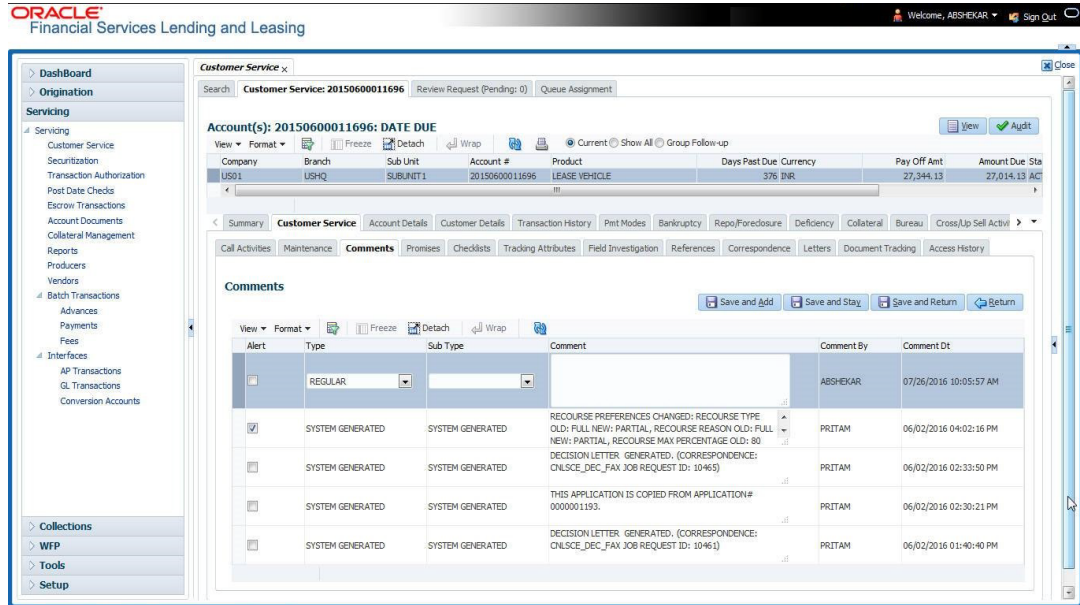 ORACLE
Financial Services Lending and Leasing
Welcome, ABSHEKAR Sign Out
Close
DashBoard
Origination
Servicing
Servicing
Customer Service
Securitization
Transaction Authorization
Post Date Checks
Escrow Transactions
Account Documents
Collateral Management
Reports
Producers
Vendors
Batch Transactions
Advances
Payments
Fees
Interfaces
AP Transactions
GL Transactions
Conversion Accounts
Collections
WFP
Tools
Setup
Customer Service x
Search Customer Service: 20150600011696 Review Request (Pending: 0) Queue Assignment
Account(s): 20150600011696: DATE DUE
View Audit
View Format Freeze Detach Wrap Current Show All Group Follow-up
Company Branch Sub Unit Account # Product Days Past Due Currency Pay Off Amt Amount Due Sta
US01 USHQ SUBUNIT1 20150600011696 LEASE VEHICLE 376 INR 27,344.13 27,014.13 ACT
Summary Customer Service Account Details Customer Details Transaction History Pmt Modes Bankruptcy Repo/Foreclosure Deficiency Collateral Bureau Cross/Up Sell Activi
Call Activities Maintenance Comments Promises Checklists Tracking Attributes Field Investigation References Correspondence Letters Document Tracking Access History
Comments
Save and Add Save and Stay Save and Return Return
View Format Freeze Detach Wrap
Alert Type Sub Type Comment Comment By Comment Dt
REGULAR ABSHEKAR 07/26/2016 10:05:57 AM
SYSTEM GENERATED SYSTEM GENERATED RECOURSE PREFERENCES CHANGED: RECOURSE TYPE
OLD: FULL NEW: PARTIAL, RECOURSE REASON OLD: FULL
NEW: PARTIAL, RECOURSE MAX PERCENTAGE OLD: 80 PRITAM 06/02/2016 04:02:16 PM
SYSTEM GENERATED SYSTEM GENERATED DECISION LETTER GENERATED. (CORRESPONDENCE:
CNLSCE_DEC_FAX JOB REQUEST ID: 10465) PRITAM 06/02/2016 02:33:50 PM
SYSTEM GENERATED SYSTEM GENERATED THIS APPLICATION IS COPIED FROM APPLICATION#
0000001193. PRITAM 06/02/2016 02:30:21 PM
SYSTEM GENERATED SYSTEM GENERATED DECISION LETTER GENERATED. (CORRESPONDENCE:
CNLSCE_DEC_FAX JOB REQUEST ID: 10461) PRITAM 06/02/2016 01:40:40 PM